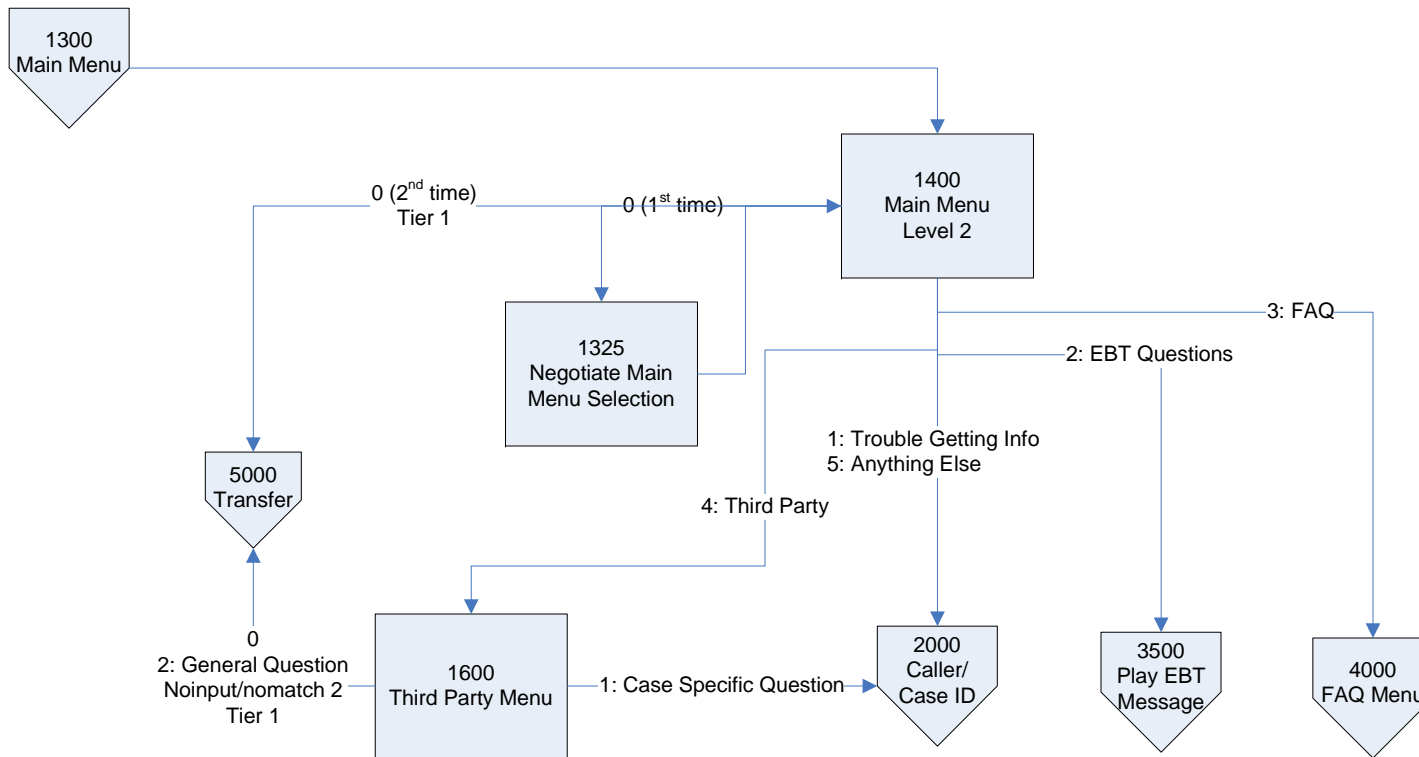 1300
Main Menu
1400
Main Menu
Level 2
0 (2nd time)
Tier 1
0 (1st time)
3: FAQ
1325
Negotiate Main
Menu Selection
2: EBT Questions
1: Trouble Getting Info
5: Anything Else
5000
Transfer
4: Third Party
0
2: General Question
Noinput/nomatch 2
Tier 1
1600
Third Party Menu
1: Case Specific Question
2000
Caller/
Case ID
3500
Play EBT
Message
4000
FAQ Menu